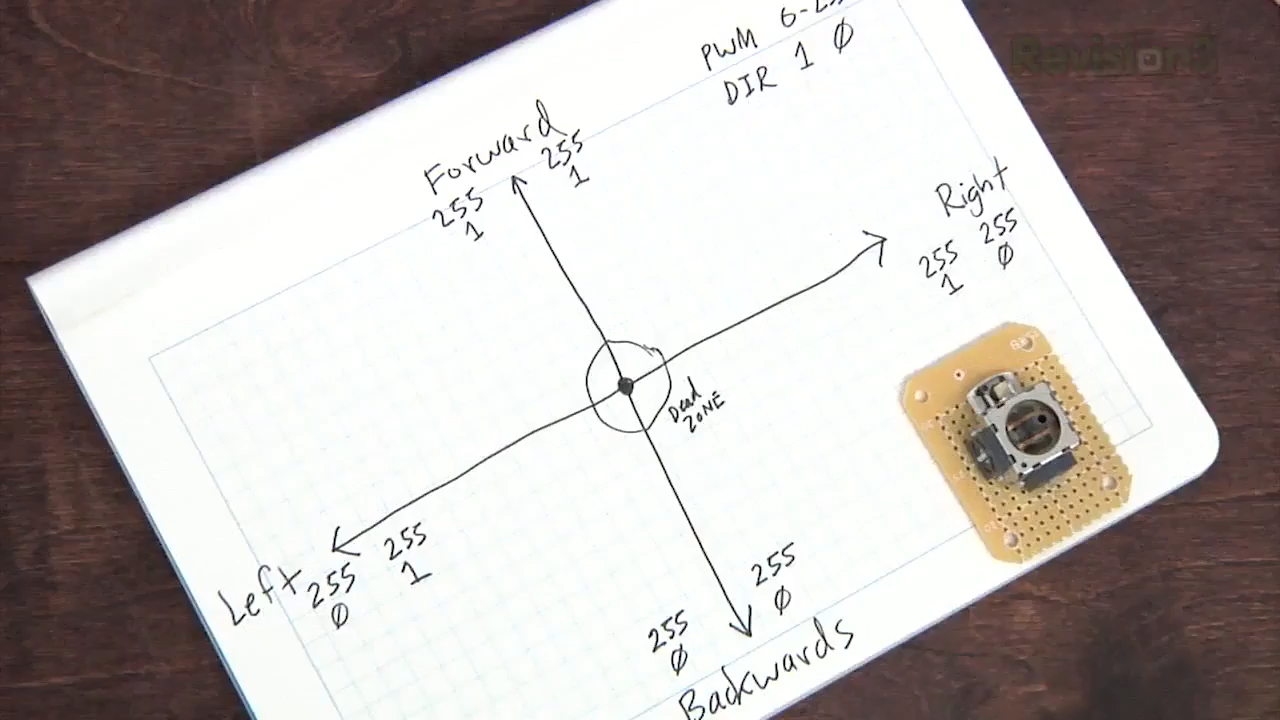 PWM
DIR 1 Ø
Revision3
Forward
255 255
1 1
Right
255 255
1 Ø
Dead
ZONE
Left
255 255
Ø 1
255 255
Ø Ø
Backwards